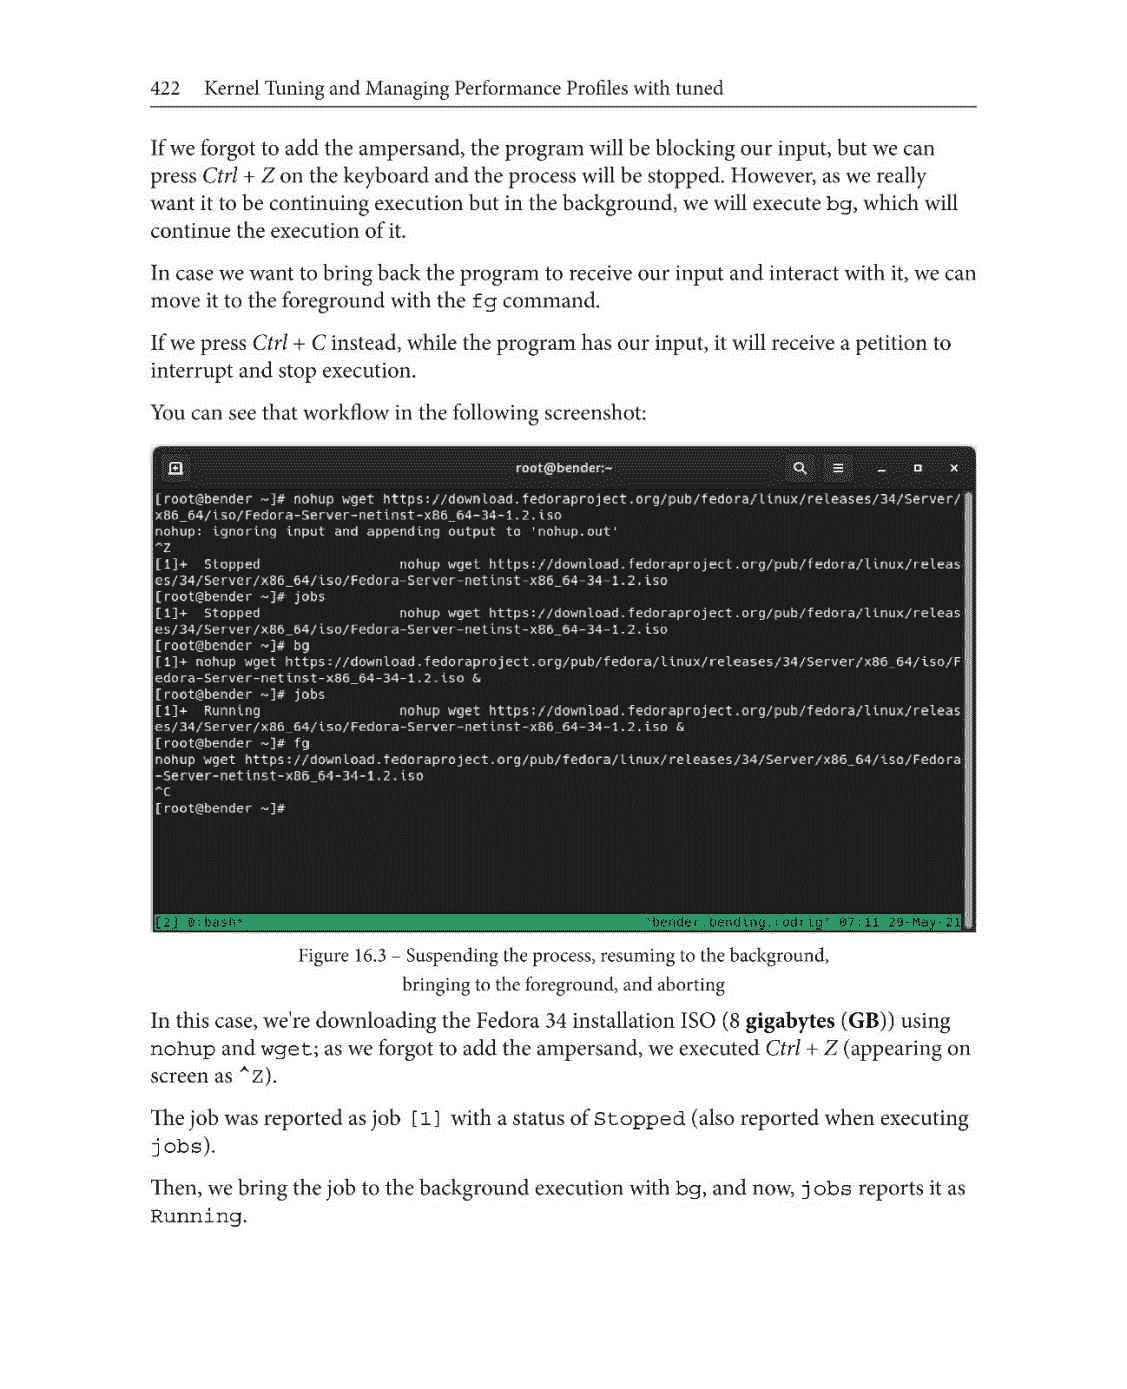 422 Kernel Tuning and Managing Performance Profiles with tuned
If we forgot to add the ampersand, the program will be blocking our input, but we can
press Ctrl + Z on the keyboard and the process will be stopped. However, as we really
want it to be continuing execution but in the background, we will execute bg, which will
continue the execution of it.
In case we want to bring back the program to receive our input and interact with it, we can
move it to the foreground with the fg command.
If we press Ctrl + C instead, while the program has our input, it will receive a petition to
interrupt and stop execution.
You can see that workflow in the following screenshot:
root@bender:~
[root@bender ~]# nohup wget https://download.fedoraproject.org/pub/fedora/linux/releases/34/Server/
x86_64/iso/Fedora-Server-netinst-x86_64-34-1.2.iso
nohup: ignoring input and appending output to 'nohup.out'
^Z
[1]+ Stopped nohup wget https://download.fedoraproject.org/pub/fedora/linux/releas
es/34/Server/x86_64/iso/Fedora-Server-netinst-x86_64-34-1.2.iso
[root@bender ~]# jobs
[1]+ Stopped nohup wget https://download.fedoraproject.org/pub/fedora/linux/releas
es/34/Server/x86_64/iso/Fedora-Server-netinst-x86_64-34-1.2.iso
[root@bender ~]# bg
[1]+ nohup wget https://download.fedoraproject.org/pub/fedora/linux/releases/34/Server/x86_64/iso/F
edora-Server-netinst-x86_64-34-1.2.iso &
[root@bender ~]# jobs
[1]+ Running nohup wget https://download.fedoraproject.org/pub/fedora/linux/releas
es/34/Server/x86_64/iso/Fedora-Server-netinst-x86_64-34-1.2.iso &
[root@bender ~]# fg
nohup wget https://download.fedoraproject.org/pub/fedora/linux/releases/34/Server/x86_64/iso/Fedora
-Server-netinst-x86_64-34-1.2.iso
^C
[root@bender ~]#
[2] 0:bash* "bender.bending. 07:11 29-May-21
Figure 16.3 – Suspending the process, resuming to the background,
bringing to the foreground, and aborting
In this case, we're downloading the Fedora 34 installation ISO (8 gigabytes (GB)) using
nohup and wget; as we forgot to add the ampersand, we executed Ctrl + Z (appearing on
screen as ^Z).
The job was reported as job [1] with a status of Stopped (also reported when executing
jobs).
Then, we bring the job to the background execution with bg, and now, jobs reports it as
Running.